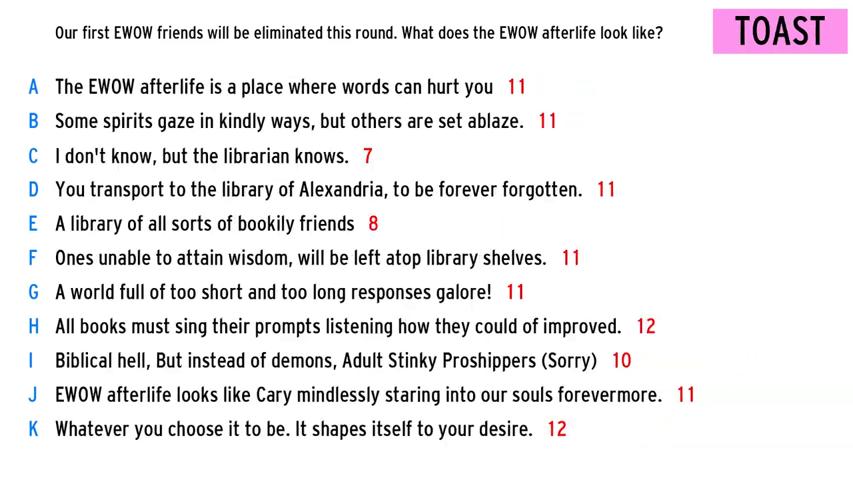 Our first EWOW friends will be eliminated this round. What does the EWOW afterlife look like?
TOAST
A The EWOW afterlife is a place where words can hurt you 11
B Some spirits gaze in kindly ways, but others are set ablaze. 11
C I don't know, but the librarian knows. 7
D You transport to the library of Alexandria, to be forever forgotten. 11
E A library of all sorts of bookily friends 8
F Ones unable to attain wisdom, will be left atop library shelves. 11
G A world full of too short and too long responses galore! 11
H All books must sing their prompts listening how they could of improved. 12
I Biblical hell, But instead of demons, Adult Stinky Proshippers (Sorry) 10
J EWOW afterlife looks like Cary mindlessly staring into our souls forevermore. 11
K Whatever you choose it to be. It shapes itself to your desire. 12